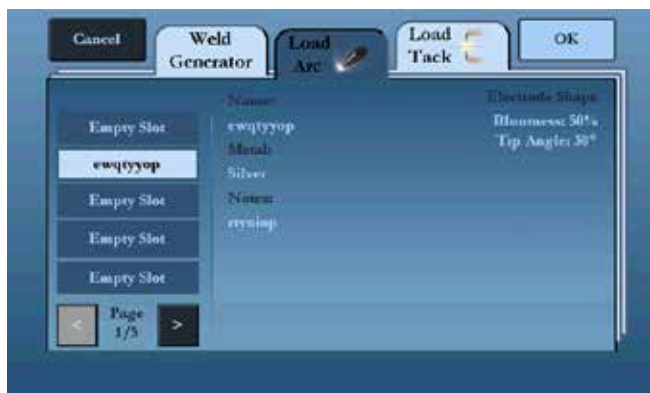 Cancel
Weld
Generator
Load
Arc
Load
Tack
OK
Empty Slot
ewqtyyop
Empty Slot
Empty Slot
Empty Slot
< Page >
1/5
Name:
ewqtyyop
Metal:
Silver
Notes:
Electrode Shape
Bluntness: 50%
Tip Angle: 30°